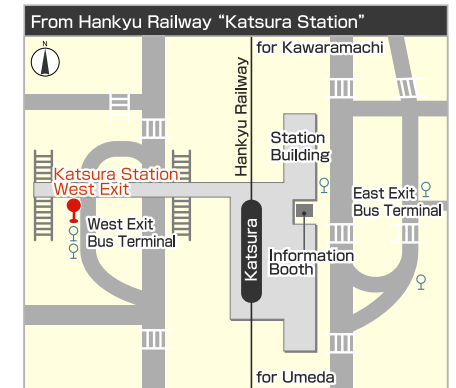 From Hankyu Railway “Katsura Station”
N
for Kawaramachi
Hankyu Railway
Station
Building
Katsura Station
West Exit
East Exit
Bus Terminal
West Exit
Bus Terminal
Katsura
Information
Booth
for Umeda